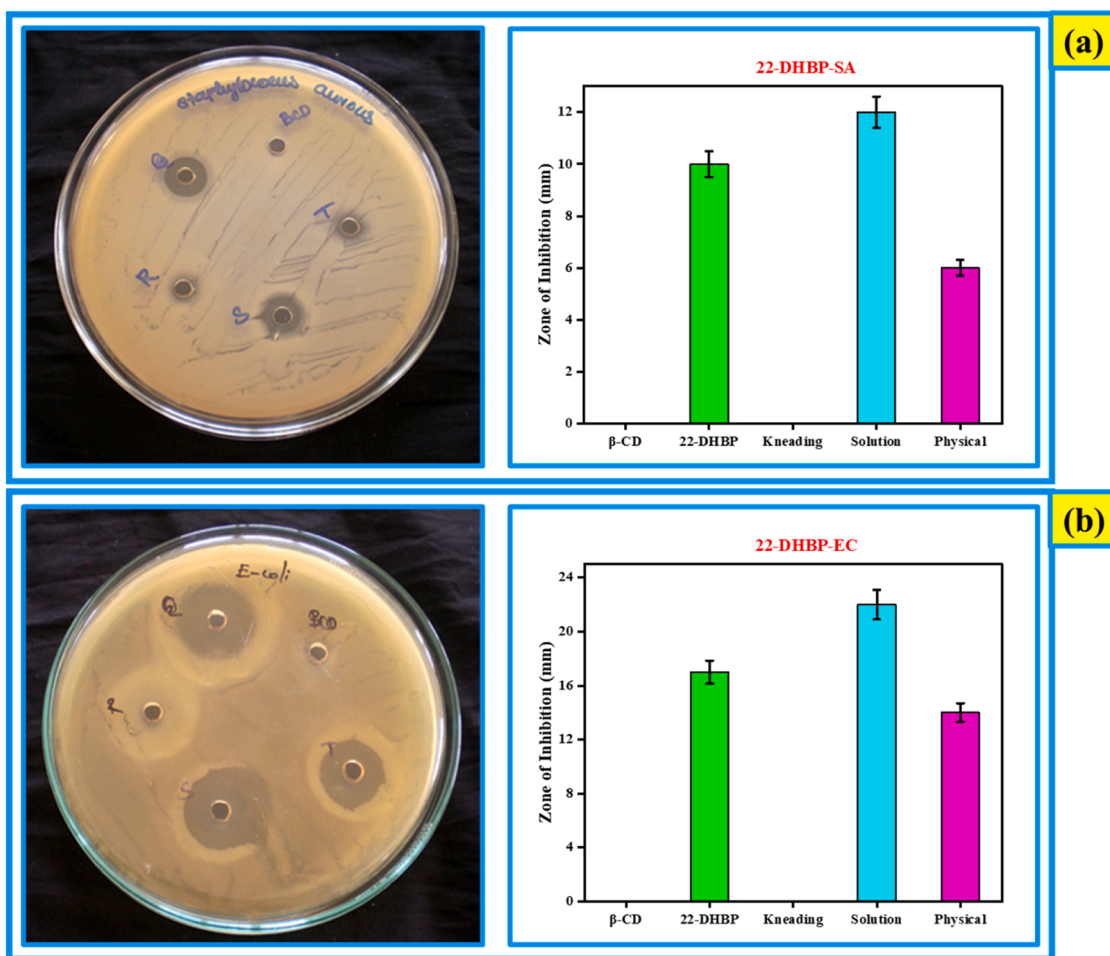 (a)
staphylococcus aureus
BCD
Q
T
R
S
22-DHBP-SA
Zone of Inhibition (mm)
12
10
8
6
4
2
0
β-CD 22-DHBP Kneading Solution Physical
(b)
E-coli
Q
BCD
R
T
S
22-DHBP-EC
Zone of Inhibition (mm)
24
20
16
12
8
4
0
β-CD 22-DHBP Kneading Solution Physical